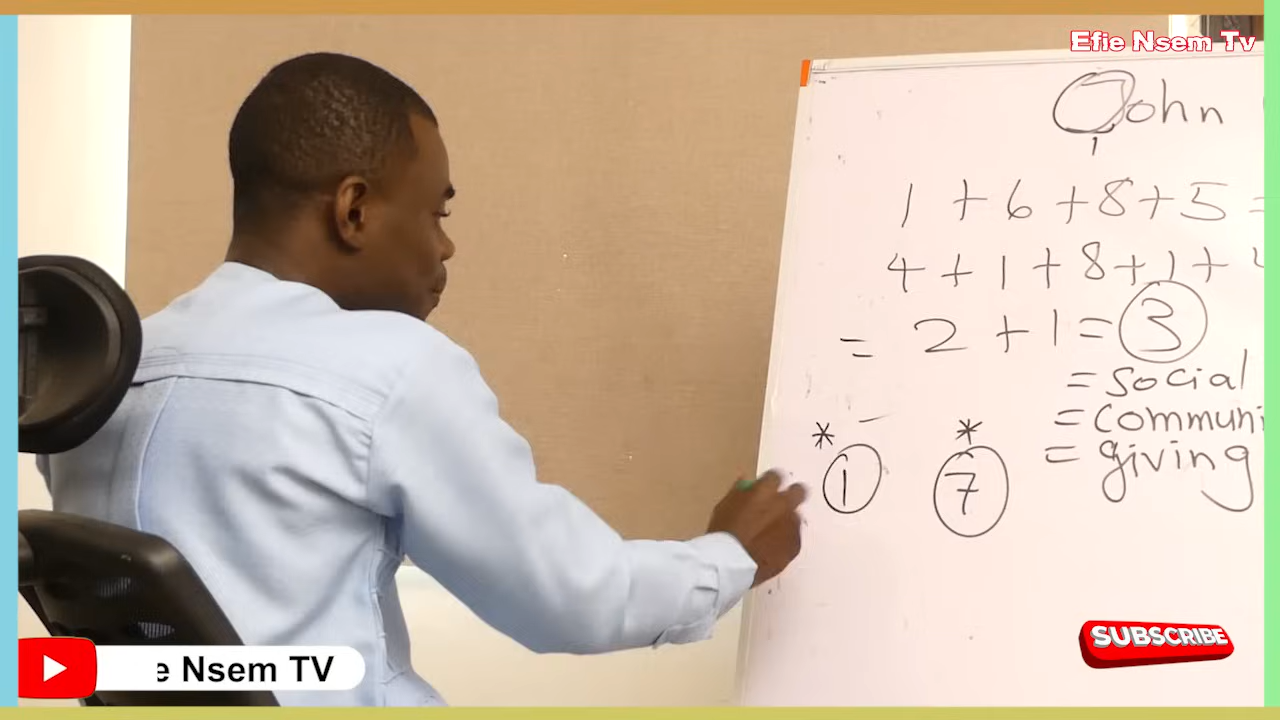 Efie Nsem Tv
John
1
1 + 6 + 8 + 5 =
4 + 1 + 8 + 1 +
= 2 + 1 = 3
= social
= communi
= giving
* *
1 7
SUBSCRIBE
e Nsem TV